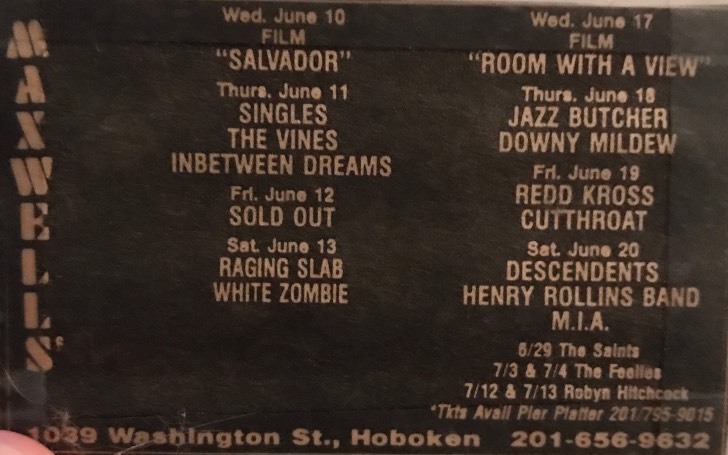 MAXWELLS
Wed. June 10
FILM
"SALVADOR"
Thurs. June 11
SINGLES
THE VINES
INBETWEEN DREAMS
Fri. June 12
SOLD OUT
Sat. June 13
RAGING SLAB
WHITE ZOMBIE
Wed. June 17
FILM
"ROOM WITH A VIEW"
Thurs. June 18
JAZZ BUTCHER
DOWNY MILDEW
Fri. June 19
REDD KROSS
CUTTHROAT
Sat. June 20
DESCENDENTS
HENRY ROLLINS BAND
M.I.A.
6/29 The Saints
7/3 & 7/4 The Feelies
7/12 & 7/13 Robyn Hitchcock
*Tkts Avail Pier Platter 201/795-9015
1039 Washington St., Hoboken 201-656-9632